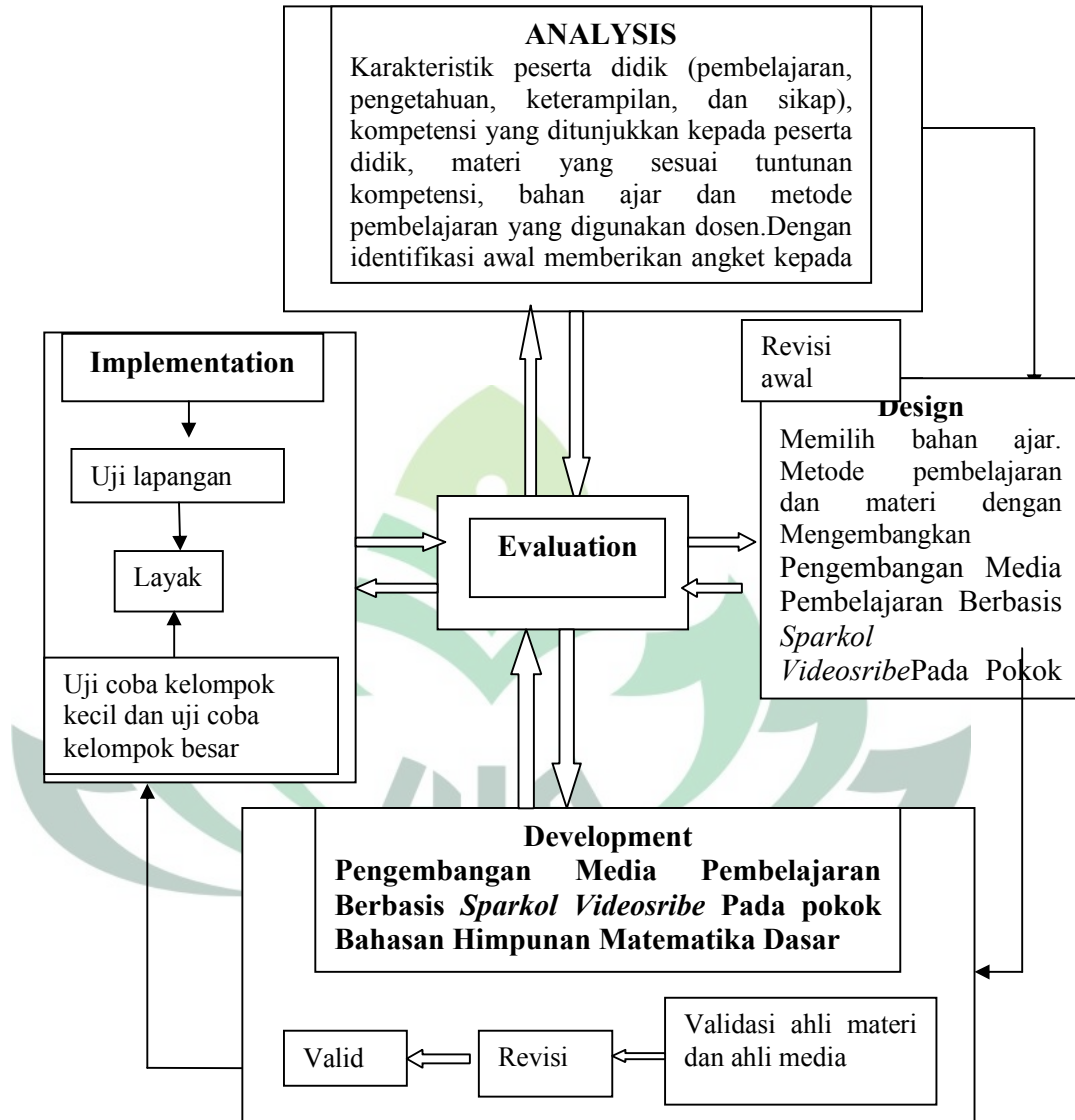 ANALYSIS
Karakteristik peserta didik (pembelajaran,
pengetahuan, keterampilan, dan sikap),
kompetensi yang ditunjukkan kepada peserta
didik, materi yang sesuai tuntunan
kompetensi, bahan ajar dan metode
pembelajaran yang digunakan dosen.Dengan
identifikasi awal memberikan angket kepada
Implementation
Uji lapangan
Layak
Uji coba kelompok
kecil dan uji coba
kelompok besar
Evaluation
Revisi
awal
Design
Memilih bahan ajar.
Metode pembelajaran
dan materi dengan
Mengembangkan
Pengembangan Media
Pembelajaran Berbasis
Sparkol
VideosribePada Pokok
Development
Pengembangan Media Pembelajaran
Berbasis Sparkol Videosribe Pada pokok
Bahasan Himpunan Matematika Dasar
Valid
Revisi
Validasi ahli materi
dan ahli media